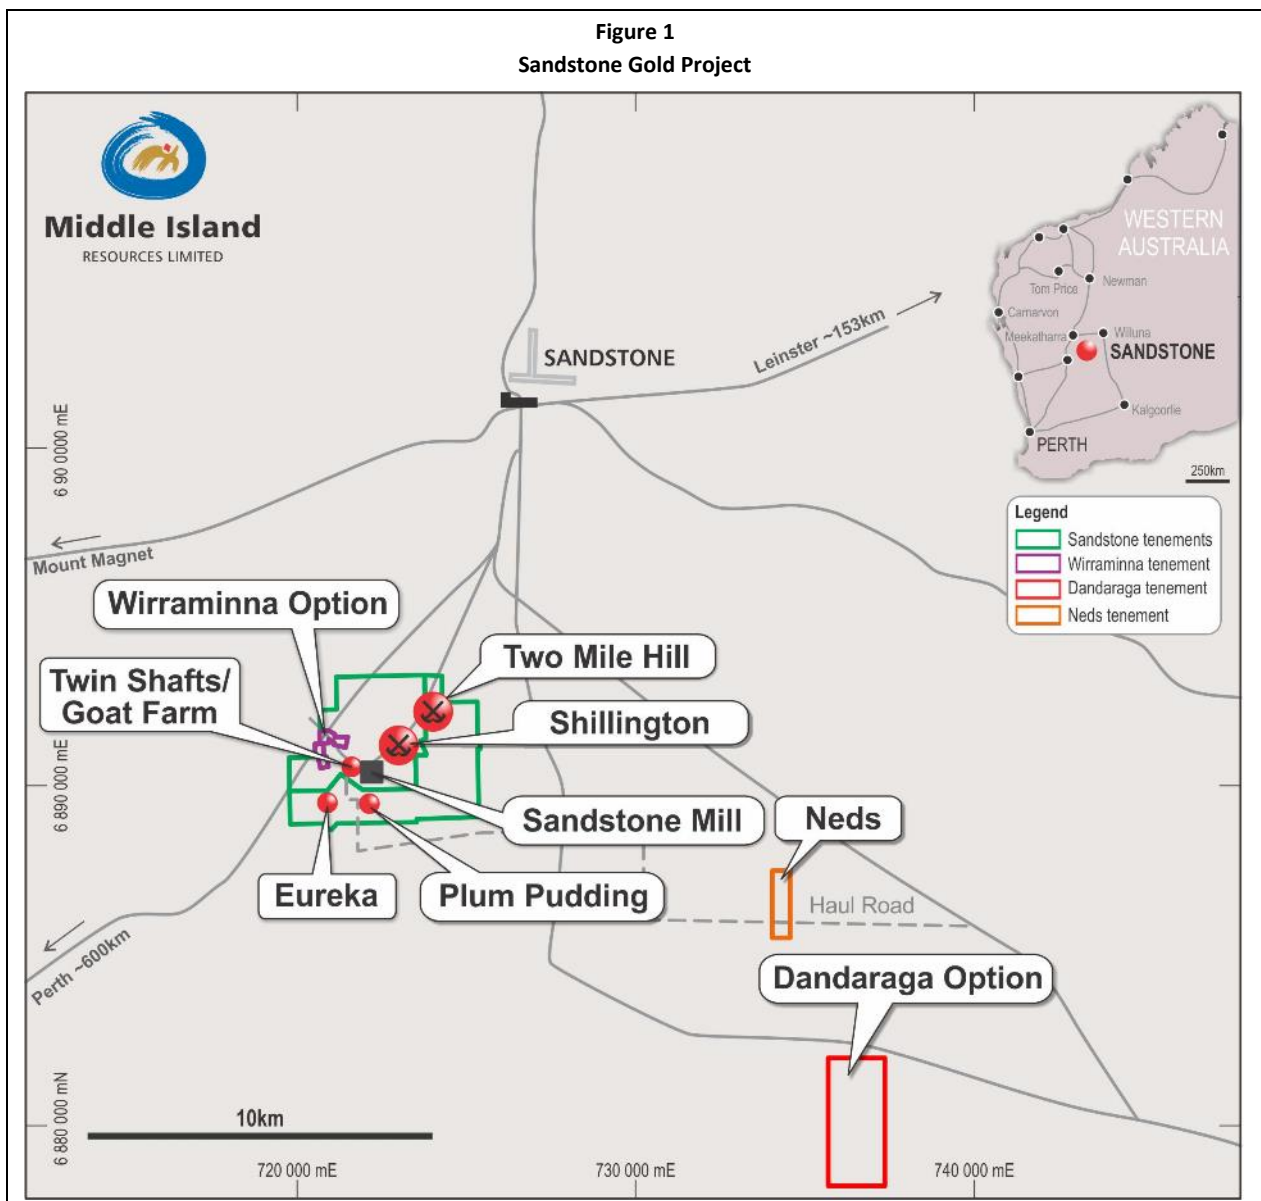 Figure 1
Sandstone Gold Project
Middle Island
RESOURCES LIMITED
WESTERN
AUSTRALIA
Tom Price
Newman
Carnarvon
Meekatharra
Wiluna
SANDSTONE
Kalgoorlie
PERTH
250km
SANDSTONE
Leinster ~153km
6 90 0000 mE
Mount Magnet
Legend
Sandstone tenements
Wirraminna tenement
Dandaraga tenement
Neds tenement
Wirraminna Option
Two Mile Hill
Twin Shafts/
Goat Farm
Shillington
6 890 000 mE
Sandstone Mill
Neds
Eureka
Plum Pudding
Haul Road
Perth ~600km
Dandaraga Option
6 880 000 mN
10km
720 000 mE
730 000 mE
740 000 mE